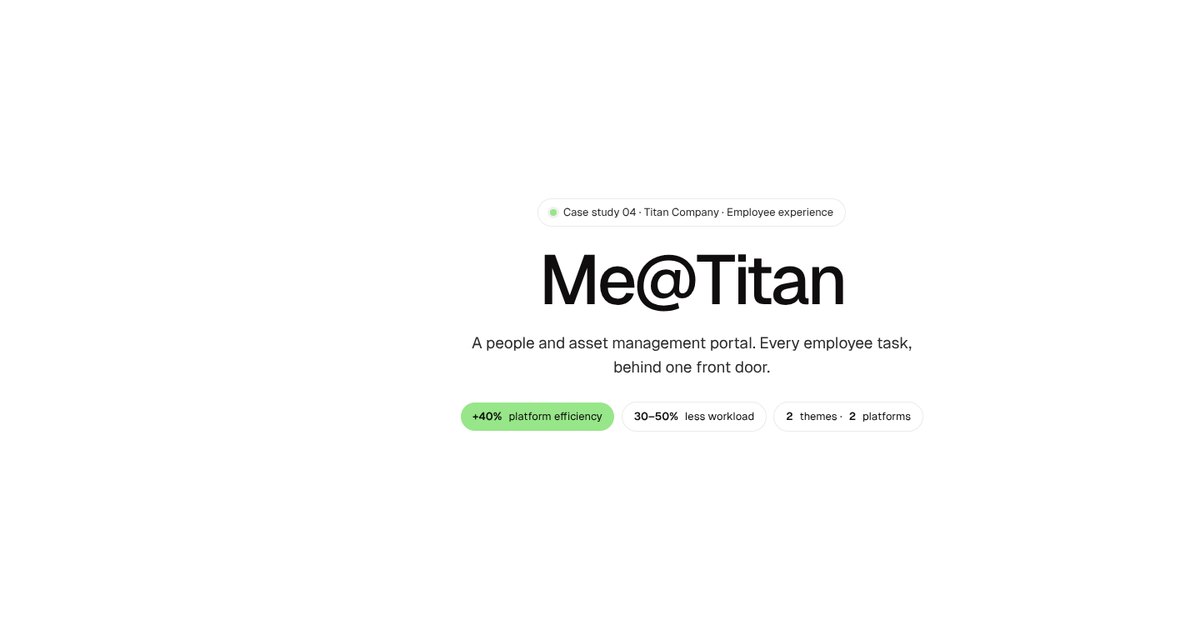 Case study 04 · Titan Company · Employee experience
Me@Titan
A people and asset management portal. Every employee task,
behind one front door.
+40% platform efficiency
30–50% less workload
2 themes · 2 platforms